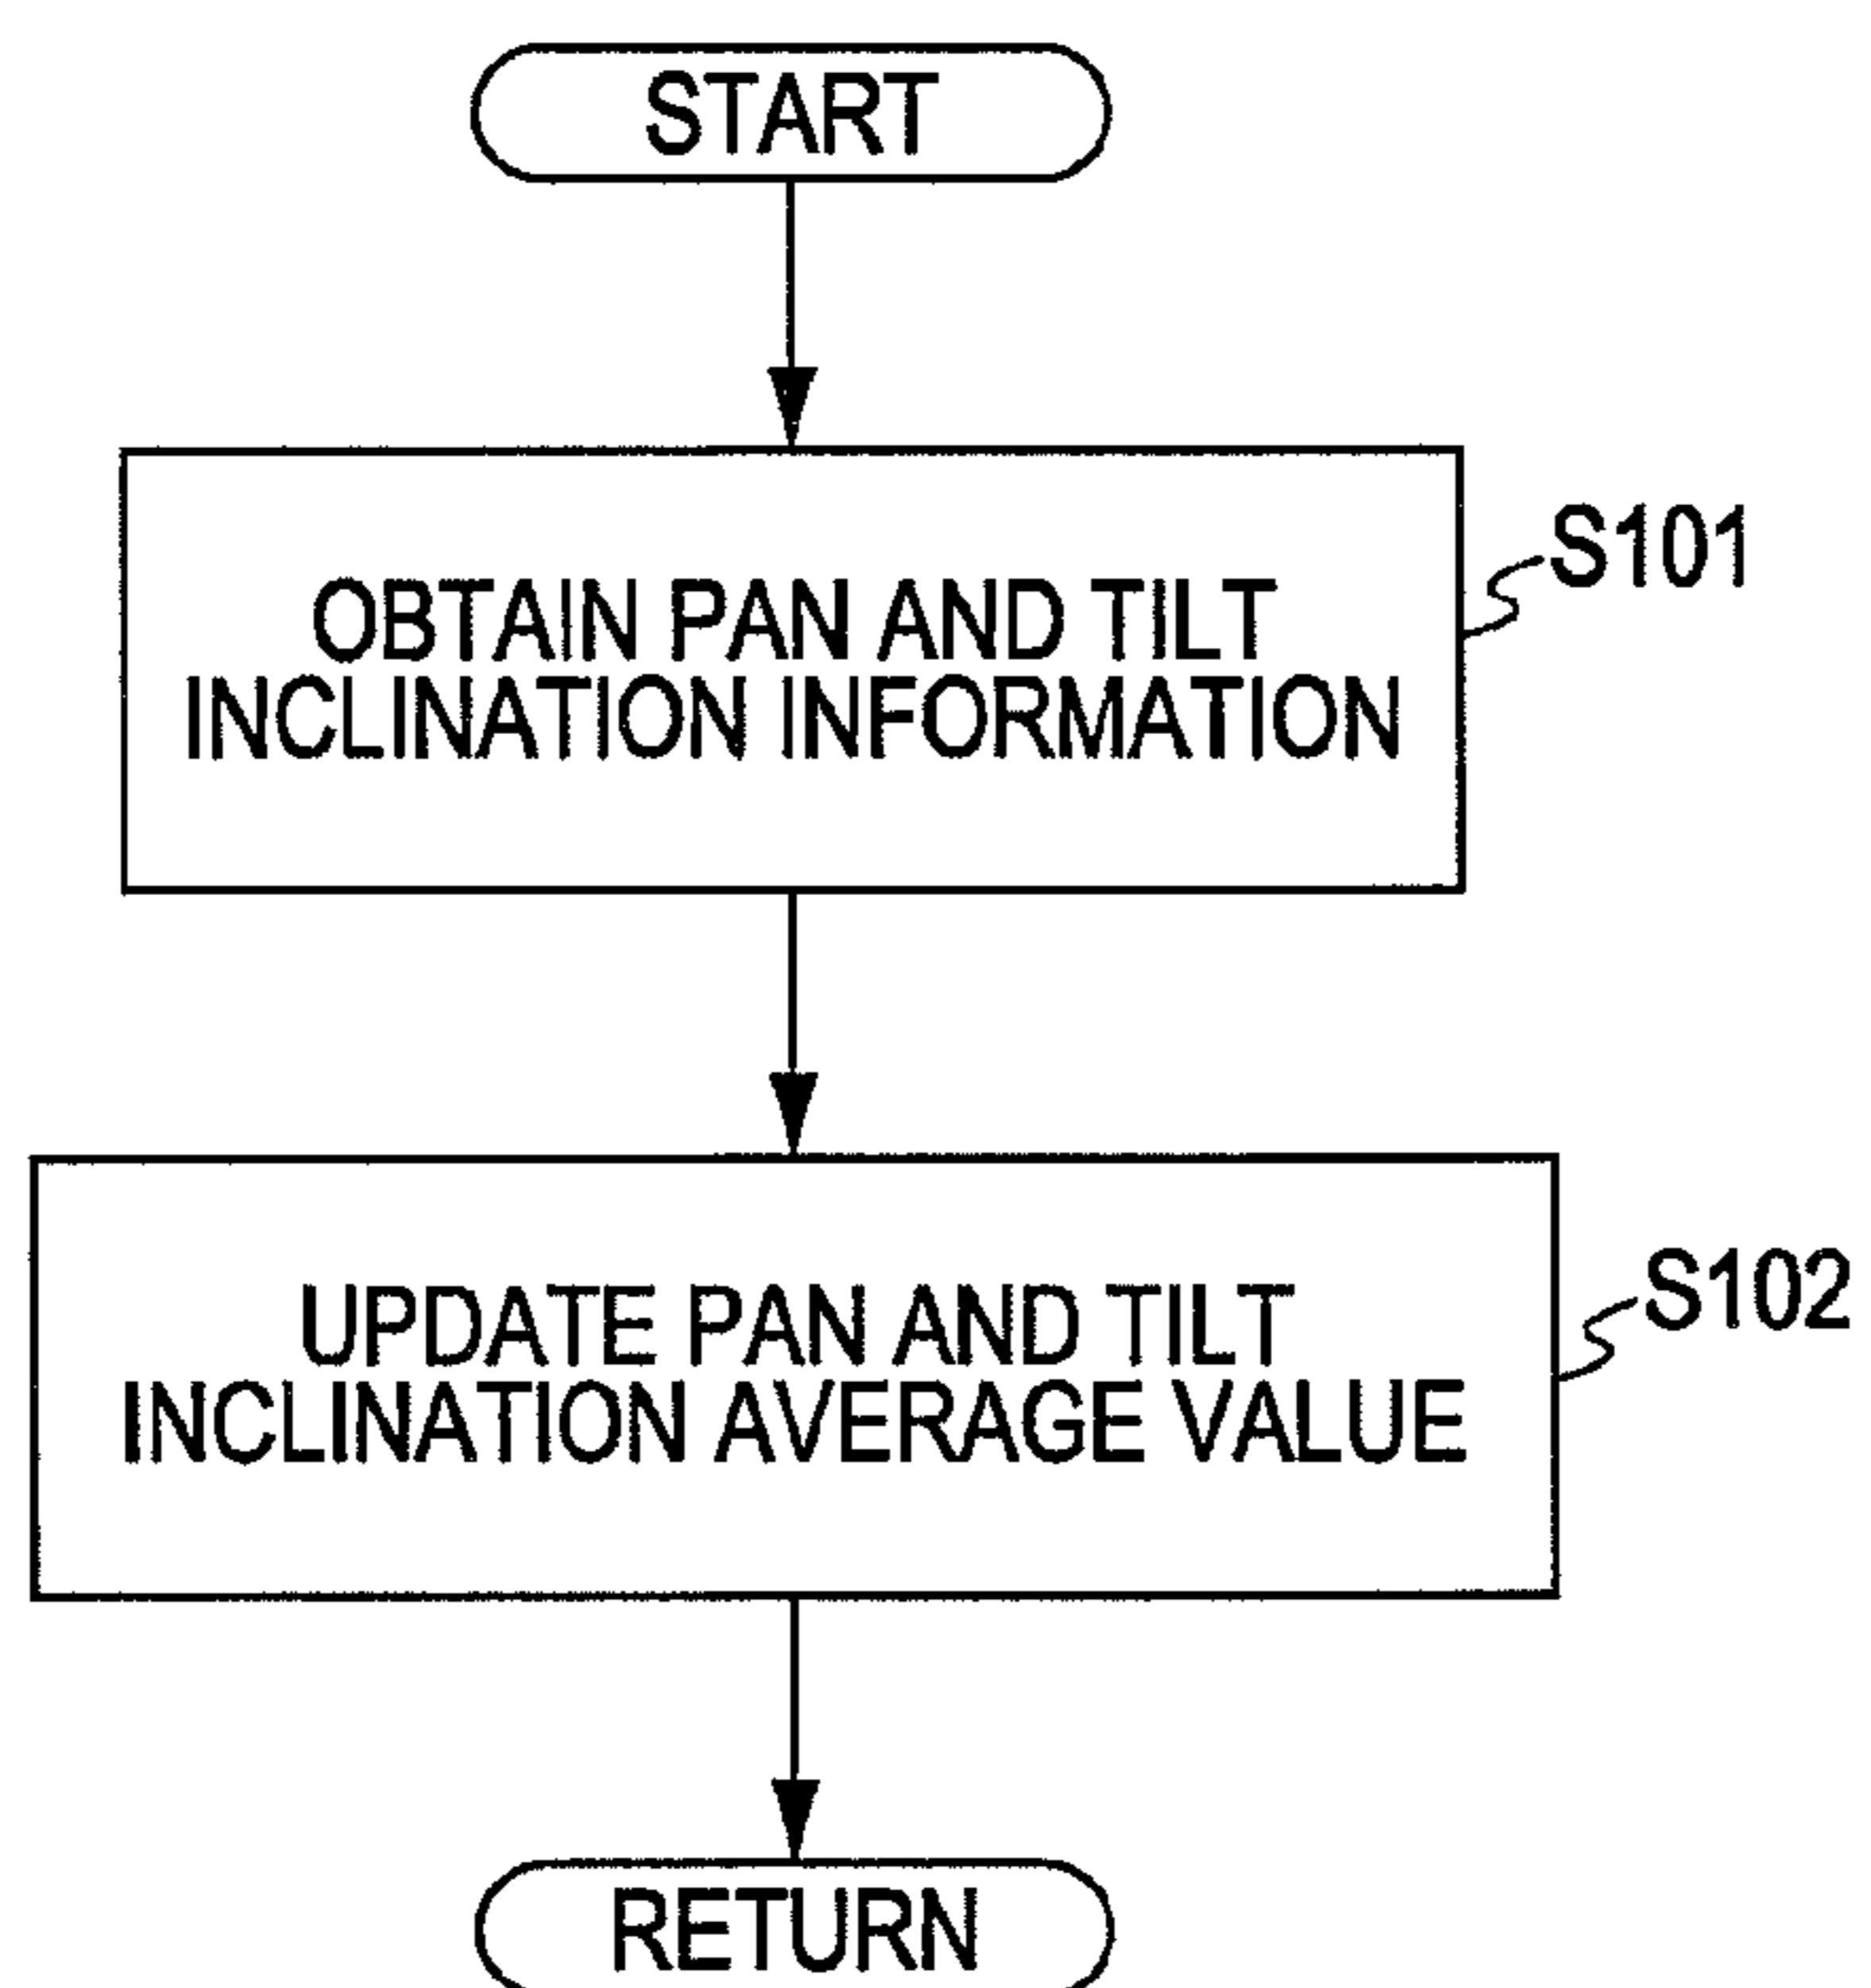 START
OBTAIN PAN AND TILT
INCLINATION INFORMATION
S101
UPDATE PAN AND TILT
INCLINATION AVERAGE VALUE
S102
RETURN